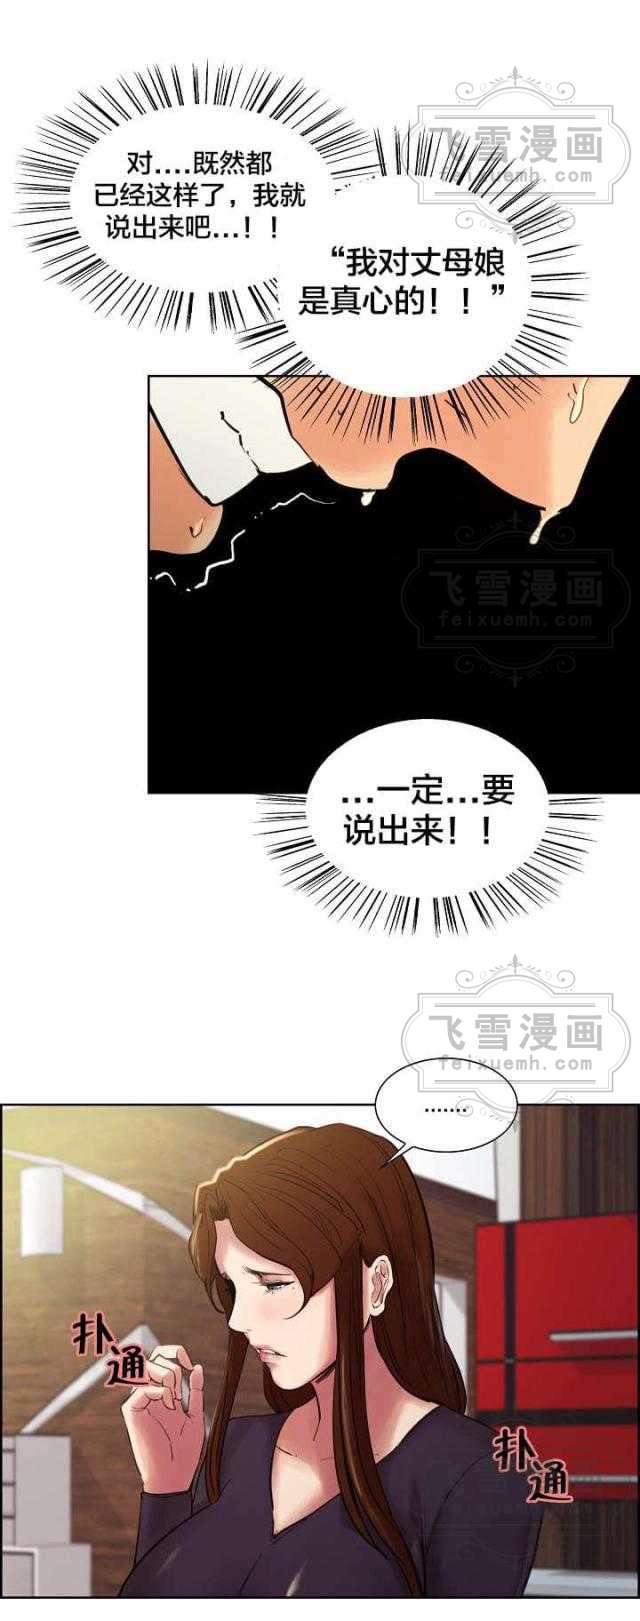 飞雪漫画
feixuemh.com
对....既然都
已经这样了，我就
说出来吧...！！
“我对丈母娘
是真心的！！”
飞雪漫画
feixuemh.com
...一定...要
说出来！！
飞雪漫画
feixuemh.com
.......
扑通
扑通